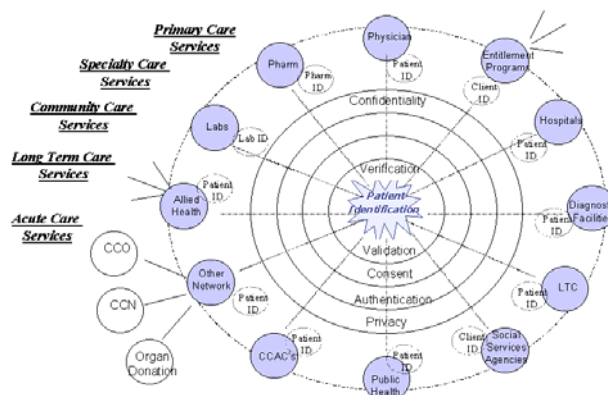 Primary Care
Services
Specialty Care
Services
Community Care
Services
Long Term Care
Services
Acute Care
Services
Physician
Patient
ID
Pharm
Pharm
ID
Entitlement
Programs
Client
ID
Labs
Lab ID
Hospitals
Patient
ID
Allied
Health
Patient
ID
Diagnost
Facilitie
Patient
ID
Other
Network
Patient
ID
LTC
Patient
ID
CCAC's
Patient
ID
Public
Health
Patient
ID
Social
Services
Agencies
Client
ID
CCO
CCN
Organ
Donation
Confidentiality
Verification
Patient
Identification
Validation
Consent
Authentication
Privacy